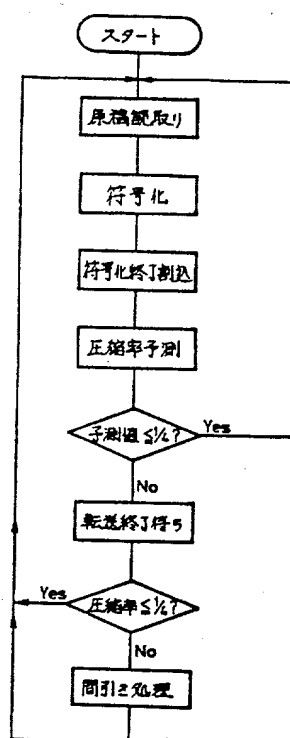 スタート
原稿読取り
符号化
符号化終了割込
圧縮率予測
予測値≦1/2?
Yes
No
転送終了待ち
Yes
圧縮率≦1/2?
No
間引き処理